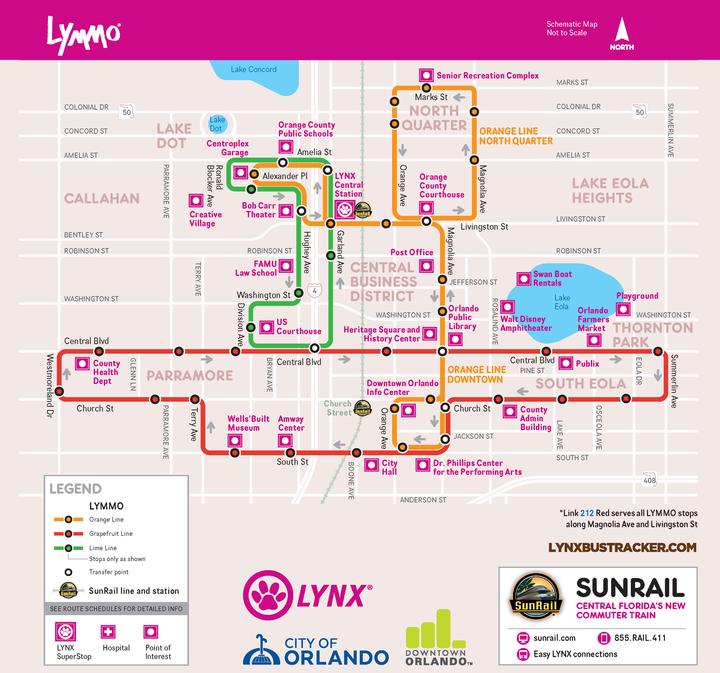 LYMMO®
Schematic Map
Not to Scale
NORTH
Lake Concord
Senior Recreation Complex
MARKS ST
Marks St
COLONIAL DR
50
COLONIAL DR
50
SUMMERLIN AVE
Lake
Dot
LAKE
DOT
Orange County
Public Schools
NORTH
QUARTER
ORANGE LINE
NORTH QUARTER
CONCORD ST
CONCORD ST
Centroplex
Garage
Amelia St
AMELIA ST
AMELIA ST
Alexander Pl
Ronald
Blocker Ave
LYNX
Central
Station
SunRail
Orange Ave
Orange
County
Courthouse
Magnolia Ave
LAKE EOLA
HEIGHTS
CALLAHAN
PARRAMORE AVE
Creative
Village
Bob Carr
Theater
LIVINGSTON ST
Livingston St
BENTLEY ST
ROBINSON ST
ROBINSON ST
ROBINSON ST
Hughey Ave
Garland Ave
Magnolia Ave
Post Office
FAMU
Law School
TERRY AVE
CENTRAL
BUSINESS
DISTRICT
JEFFERSON ST
Swan Boat
Rentals
Lake
Eola
Playground
WASHINGTON ST
Washington St
4
WASHINGTON ST
WASHINGTON ST
ROSALIND AVE
Walt Disney
Amphitheater
Orlando
Farmers
Market
Orlando
Public
Library
Division Ave
US
Courthouse
Heritage Square and
History Center
THORNTON
PARK
Central Blvd
Central Blvd
Central Blvd
PINE ST
Publix
EOLA DR
Summerlin Ave
Westmoreland Dr
County
Health
Dept
GLENN LN
PARRAMORE
BRYAN AVE
ORANGE LINE
DOWNTOWN
SOUTH EOLA
Downtown Orlando
Info Center
Church
Street
SunRail
Orange Ave
Church St
Church St
County
Admin
Building
LAKE AVE
OSCEOLA AVE
PARRAMORE AVE
Terry Ave
Wells'Built
Museum
Amway
Center
JACKSON ST
South St
SOUTH ST
BOONE AVE
City
Hall
Dr. Phillips Center
for the Performing Arts
ANDERSON ST
408
LEGEND
LYMMO
Orange Line
Grapefruit Line
Lime Line
Stops only as shown
Transfer point
SunRail line and station
SEE ROUTE SCHEDULES FOR DETAILED INFO
LYNX
SuperStop
Hospital
Point of
Interest
*Link 212 Red serves all LYMMO stops
along Magnolia Ave and Livingston St
LYNXBUSTRACKER.COM
LYNX®
CITY OF
ORLANDO
DOWNTOWN
ORLANDO™
SunRail
SUNRAIL
CENTRAL FLORIDA'S NEW
COMMUTER TRAIN
sunrail.com
855.RAIL.411
Easy LYNX connections